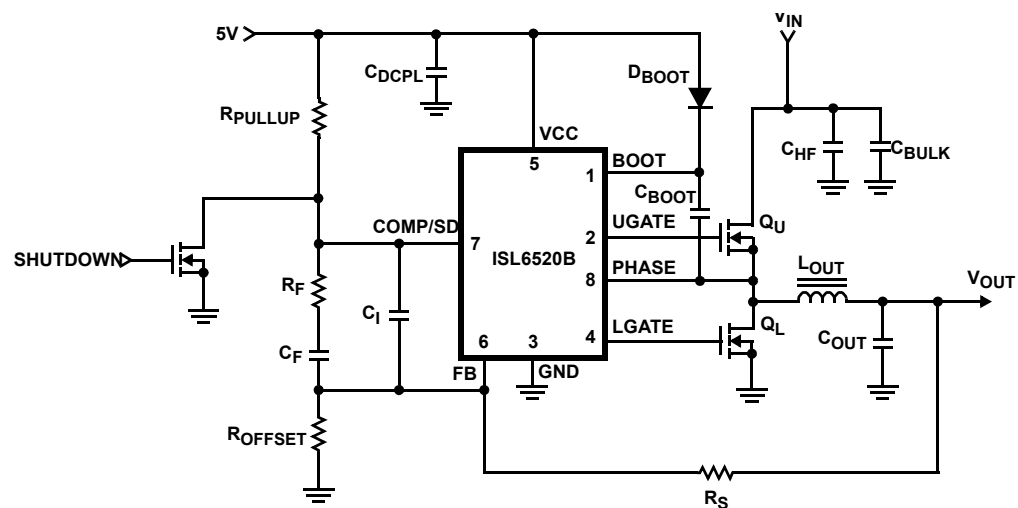 VIN
5V
CDCPL
DBOOT
RPULLUP
VCC
5
CHF
CBULK
1
BOOT
CBOOT
COMP/SD
7
ISL6520B
2
UGATE
QU
SHUTDOWN
8
PHASE
LOUT
VOUT
RF
CI
4
LGATE
QL
COUT
CF
6
3
FB
GND
ROFFSET
RS